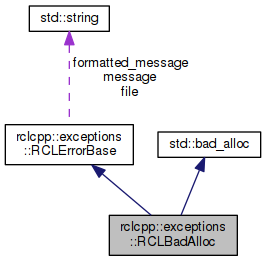 std::string
formatted_message
message
file
rclcpp::exceptions
::RCLErrorBase
std::bad_alloc
rclcpp::exceptions
::RCLBadAlloc